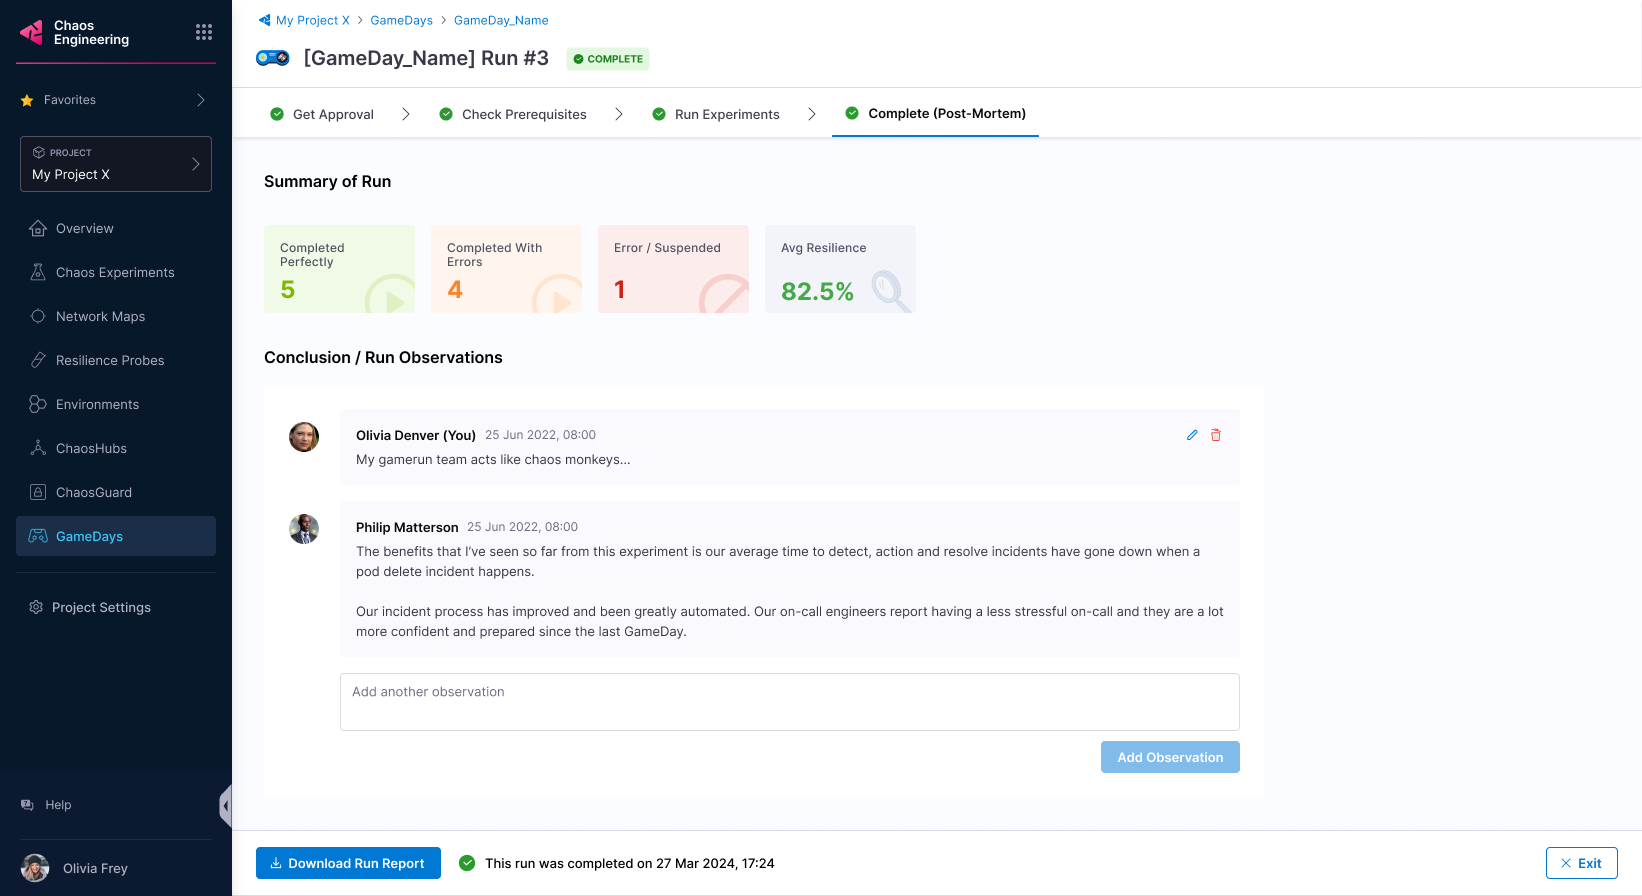 Chaos
Engineering
Favorites
PROJECT
My Project X
Overview
Chaos Experiments
Network Maps
Resilience Probes
Environments
ChaosHubs
ChaosGuard
GameDays
Project Settings
Help
Olivia Frey
My Project X > GameDays > GameDay_Name
[GameDay_Name] Run #3 COMPLETE
Get Approval > Check Prerequisites > Run Experiments > Complete (Post-Mortem)
Summary of Run
Completed
Perfectly
5
Completed With
Errors
4
Error / Suspended
1
Avg Resilience
82.5%
Conclusion / Run Observations
Olivia Denver (You) 25 Jun 2022, 08:00
My gamerun team acts like chaos monkeys...
Philip Matterson 25 Jun 2022, 08:00
The benefits that I've seen so far from this experiment is our average time to detect, action and resolve incidents have gone down when a
pod delete incident happens.
Our incident process has improved and been greatly automated. Our on-call engineers report having a less stressful on-call and they are a lot
more confident and prepared since the last GameDay.
Add another observation
Add Observation
Download Run Report
This run was completed on 27 Mar 2024, 17:24
Exit